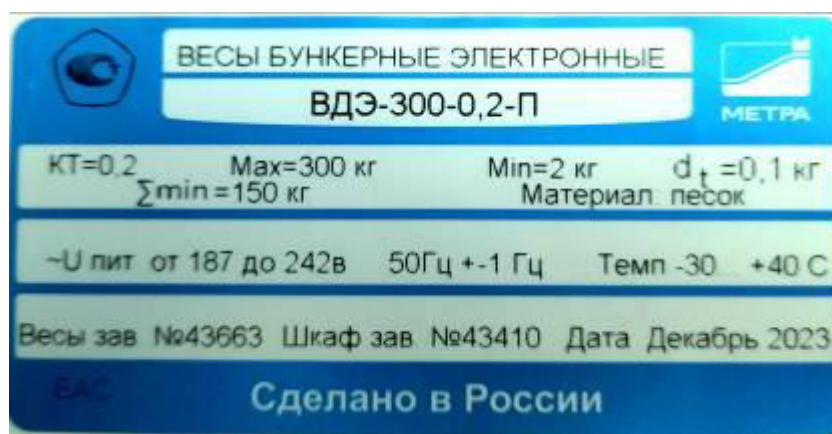 ВЕСЫ БУНКЕРНЫЕ ЭЛЕКТРОННЫЕ
ВДЭ-300-0,2-П
МЕТРА
КТ=0,2 Max=300 кг Min=2 кг d t =0,1 кг
∑min=150 кг Материал: песок
~U пит от 187 до 242в 50Гц +-1 Гц Темп -30... +40 С
Весы зав №43663 Шкаф зав №43410 Дата Декабрь 2023
ЕАС
Сделано в России